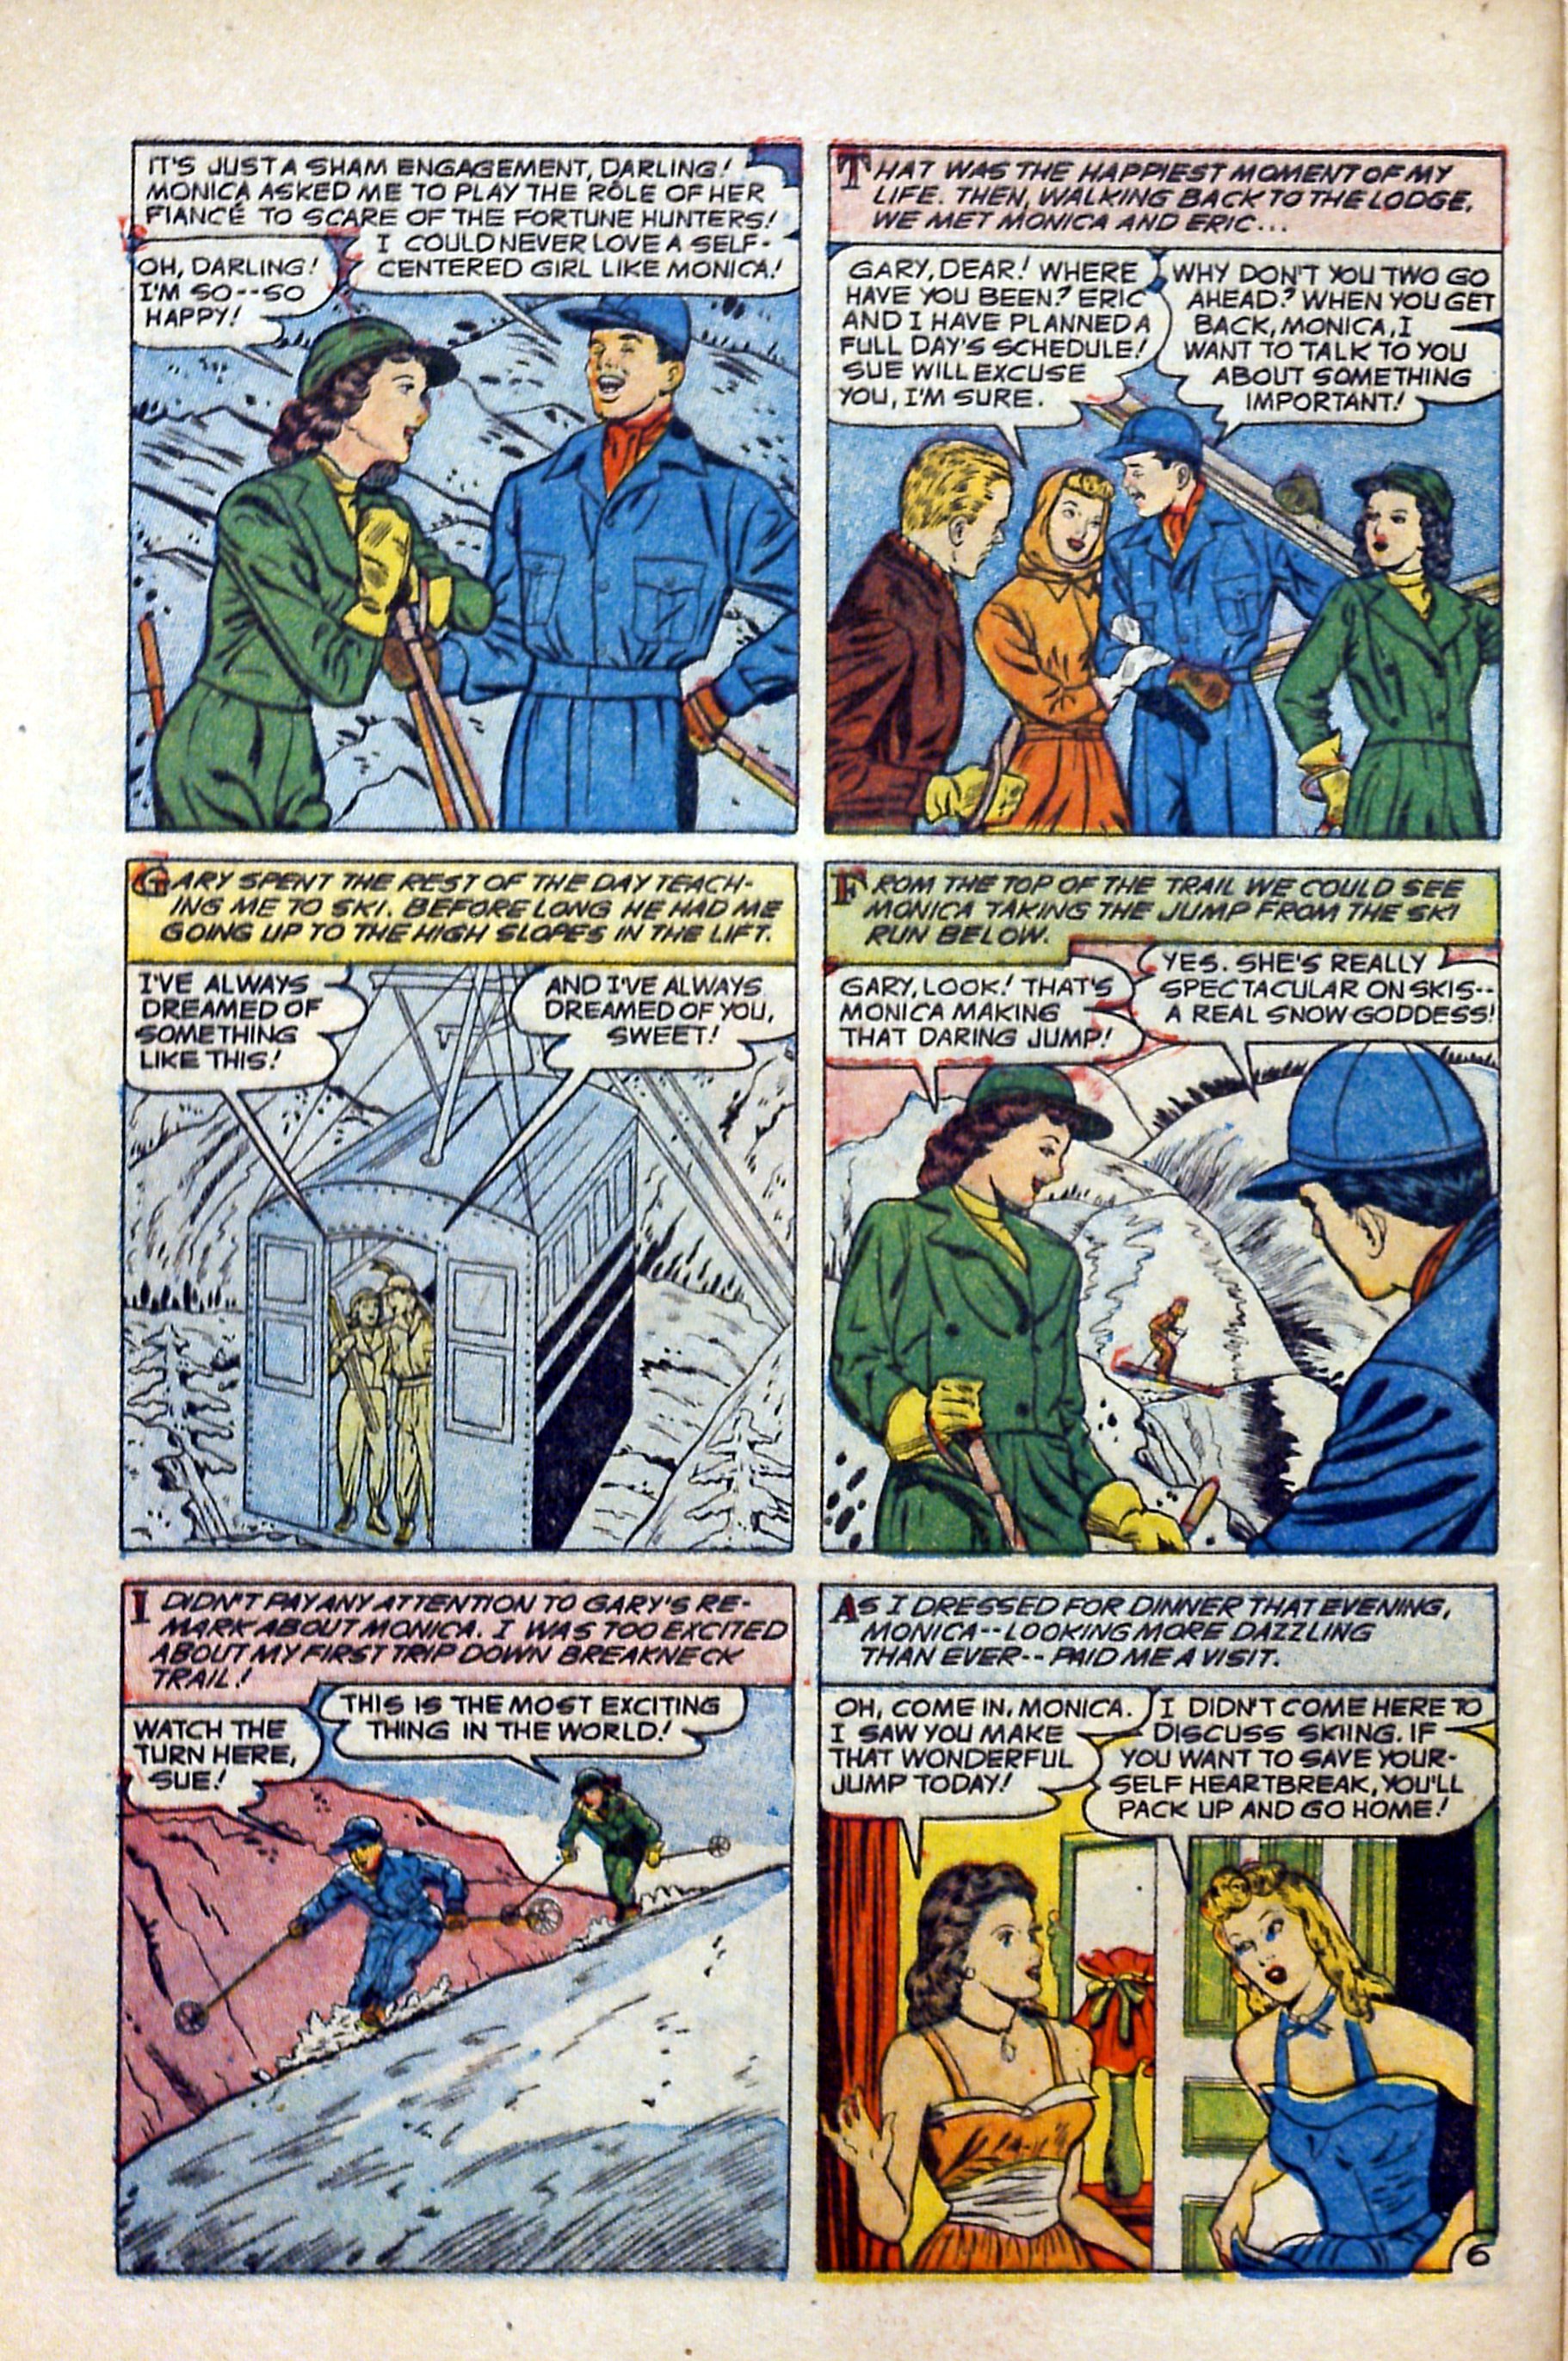 IT'S JUST A SHAM ENGAGEMENT, DARLING!
MONICA ASKED ME TO PLAY THE RÔLE OF HER
FIANCÉ TO SCARE OF THE FORTUNE HUNTERS!
I COULD NEVER LOVE A SELF-
CENTERED GIRL LIKE MONICA!
OH, DARLING!
I'M SO--SO
HAPPY!
THAT WAS THE HAPPIEST MOMENT OF MY
LIFE. THEN, WALKING BACK TO THE LODGE,
WE MET MONICA AND ERIC...
GARY, DEAR! WHERE
HAVE YOU BEEN? ERIC
AND I HAVE PLANNED A
FULL DAY'S SCHEDULE!
SUE WILL EXCUSE
YOU, I'M SURE.
WHY DON'T YOU TWO GO
AHEAD? WHEN YOU GET
BACK, MONICA, I
WANT TO TALK TO YOU
ABOUT SOMETHING
IMPORTANT!
GARY SPENT THE REST OF THE DAY TEACH-
ING ME TO SKI. BEFORE LONG HE HAD ME
GOING UP TO THE HIGH SLOPES IN THE LIFT.
I'VE ALWAYS
DREAMED OF
SOMETHING
LIKE THIS!
AND I'VE ALWAYS
DREAMED OF YOU,
SWEET!
FROM THE TOP OF THE TRAIL WE COULD SEE
MONICA TAKING THE JUMP FROM THE SKI
RUN BELOW.
GARY, LOOK! THAT'S
MONICA MAKING
THAT DARING JUMP!
YES. SHE'S REALLY
SPECTACULAR ON SKIS--
A REAL SNOW GODDESS!
I DIDN'T PAY ANY ATTENTION TO GARY'S RE-
MARK ABOUT MONICA. I WAS TOO EXCITED
ABOUT MY FIRST TRIP DOWN BREAKNECK
TRAIL!
WATCH THE
TURN HERE,
SUE!
THIS IS THE MOST EXCITING
THING IN THE WORLD!
AS I DRESSED FOR DINNER THAT EVENING,
MONICA--LOOKING MORE DAZZLING
THAN EVER--PAID ME A VISIT.
OH, COME IN, MONICA.
I SAW YOU MAKE
THAT WONDERFUL
JUMP TODAY!
I DIDN'T COME HERE TO
DISCUSS SKIING. IF
YOU WANT TO SAVE YOUR-
SELF HEARTBREAK, YOU'LL
PACK UP AND GO HOME!
6